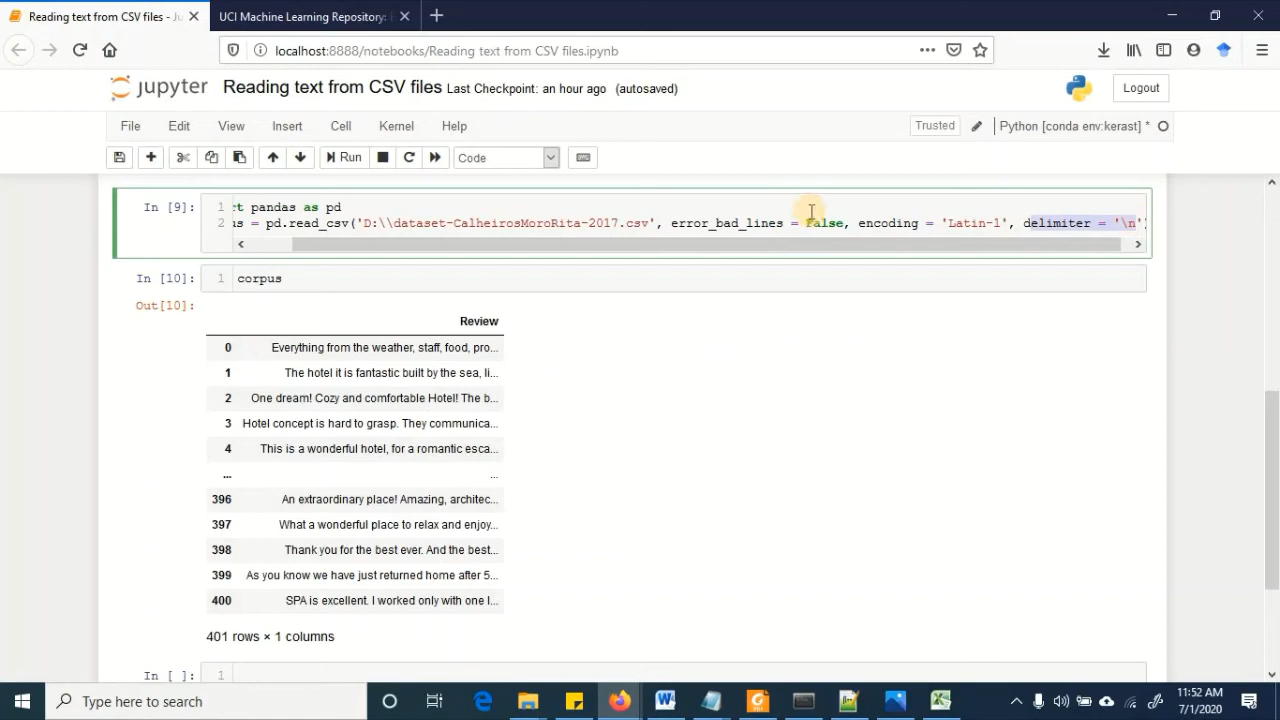 Reading text from CSV files - Ju
UCI Machine Learning Repository:
localhost:8888/notebooks/Reading text from CSV files.ipynb
jupyter Reading text from CSV files Last Checkpoint: an hour ago (autosaved)
Logout
File Edit View Insert Cell Kernel Help
Trusted Python [conda env:kerast] *
Run Code
In [9]: 1 t pandas as pd
2 us = pd.read_csv('D:\\dataset-CalheirosMoroRita-2017.csv', error_bad_lines = False, encoding = 'Latin-1', delimiter = '\n'
In [10]: 1 corpus
Out[10]:
Review
0 Everything from the weather, staff, food, pro...
1 The hotel it is fantastic built by the sea, li...
2 One dream! Cozy and comfortable Hotel! The b...
3 Hotel concept is hard to grasp. They communica...
4 This is a wonderful hotel, for a romantic esca...
... ...
396 An extraordinary place! Amazing, architec...
397 What a wonderful place to relax and enjoy...
398 Thank you for the best ever. And the best...
399 As you know we have just returned home after 5...
400 SPA is excellent. I worked only with one l...
401 rows × 1 columns
In [ ]: 1
Type here to search
11:52 AM
7/1/2020